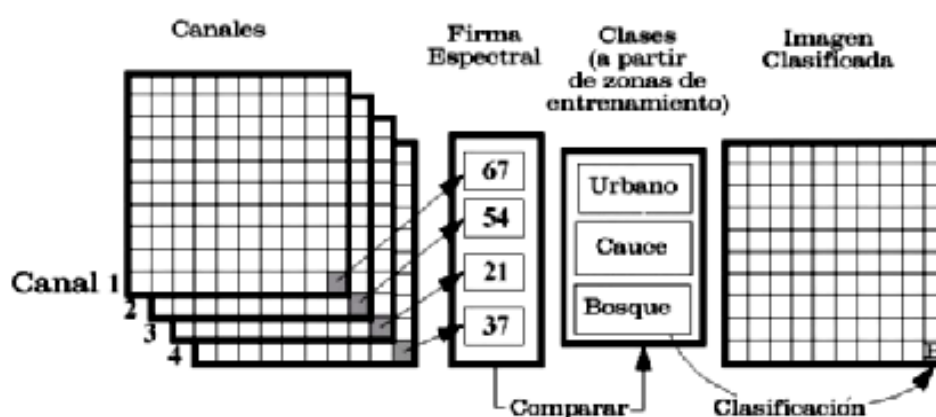 Canales
Firma
Espectral
Clases
(a partir
de zonas de
entrenamiento)
Imagen
Clasificada
Canal 1
2
3
4
67
54
21
37
Urbano
Cauce
Bosque
B
Comparar
Clasificación